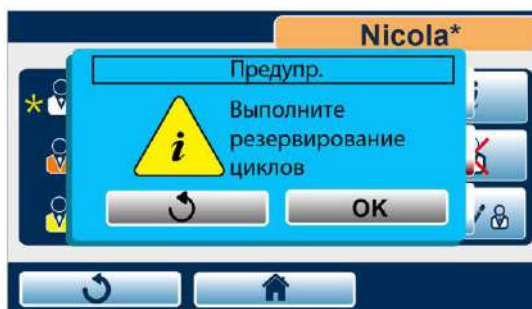 Nicola*
Предупр.
Выполните
резервирование
циклов
OK